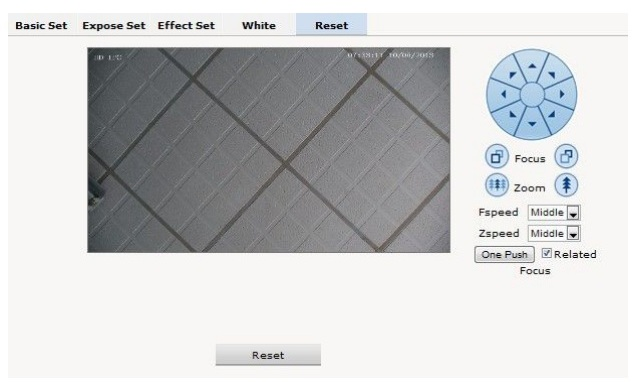 Basic Set Expose Set Effect Set White Reset
Focus
Zoom
Fspeed Middle
Zspeed Middle
One Push Related
Focus
Reset